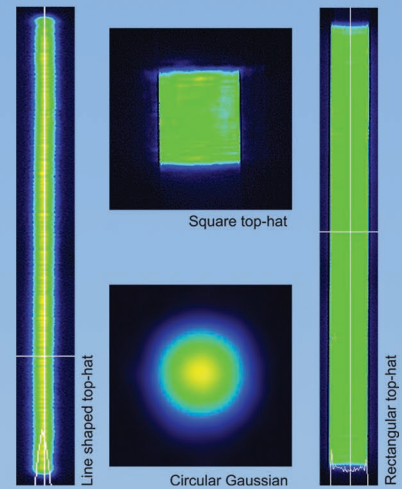 Line shaped top-hat
Square top-hat
Circular Gaussian
Rectangular top-hat